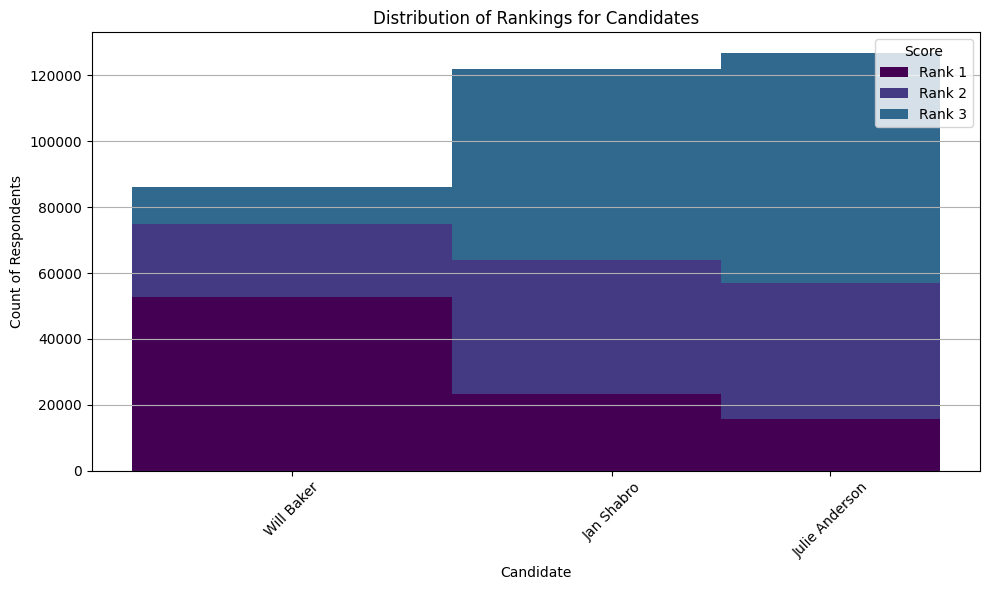 Distribution of Rankings for Candidates
Count of Respondents
120000
100000
80000
60000
40000
20000
0
Score
Rank 1
Rank 2
Rank 3
Will Baker
Jan Shabro
Julie Anderson
Candidate